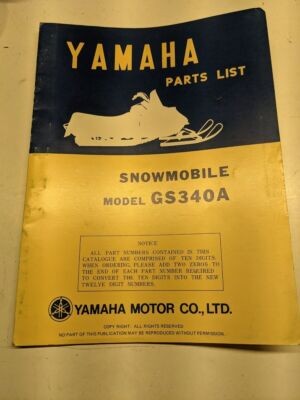 YAMAHA
PARTS LIST
SNOWMOBILE
MODEL GS340A
NOTICE
ALL PART NUMBERS CONTAINED IN THIS
CATALOGUE ARE COMPRISED OF TEN DIGITS.
WHEN ORDERING, PLEASE ADD TWO ZEROS TO
THE END OF EACH PART NUMBER REQUIRED
TO CONVERT THE TEN DIGITS INTO THE NEW
TWELVE DIGIT NUMBERS.
YAMAHA MOTOR CO., LTD.
COPY RIGHT. ALL RIGHTS RESERVED
NO PART OF THIS PUBLICATION MAY BE REPRODUCED WITHOUT PERMISSION.